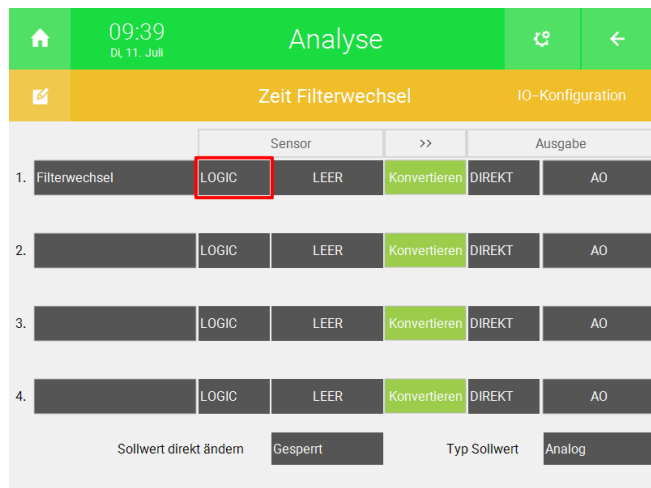 09:39 Analyse
Di, 11. Juli
Zeit Filterwechsel IO-Konfiguration
Sensor >> Ausgabe
1. Filterwechsel LOGIC LEER Konvertieren DIREKT AO
2. LOGIC LEER Konvertieren DIREKT AO
3. LOGIC LEER Konvertieren DIREKT AO
4. LOGIC LEER Konvertieren DIREKT AO
Sollwert direkt ändern Gesperrt Typ Sollwert Analog